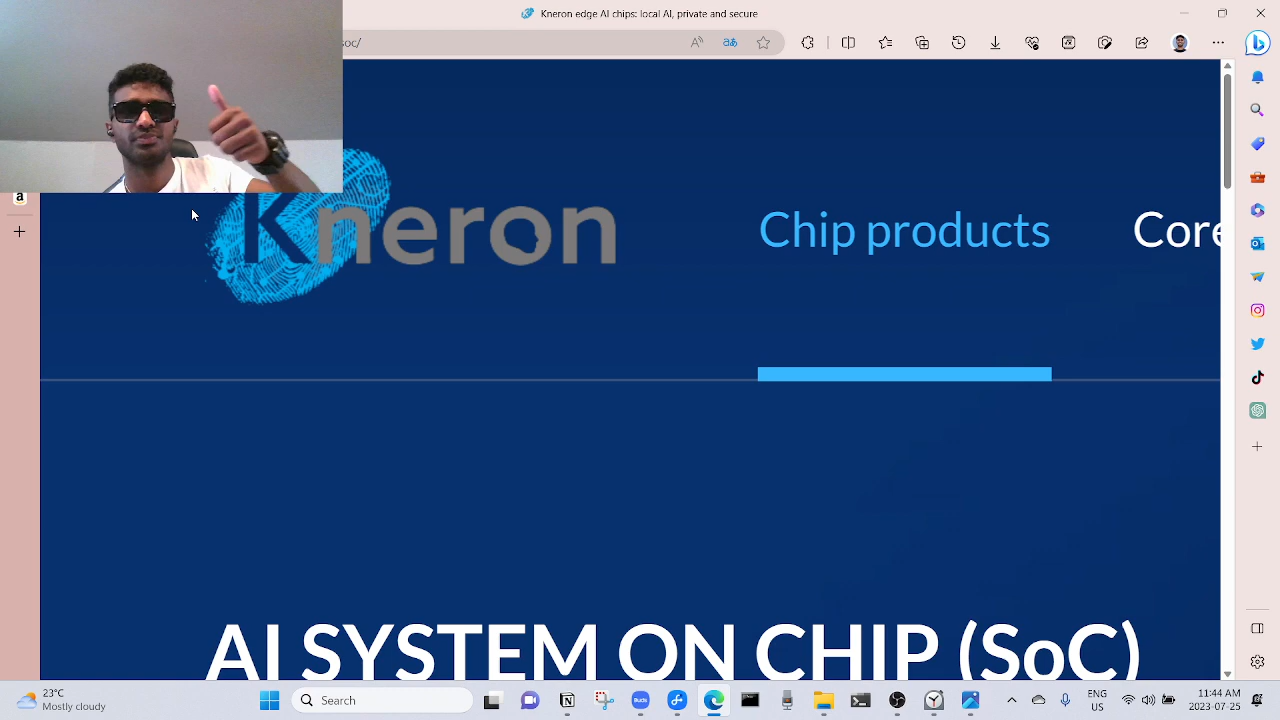 Kneron edge AI chips: local AI, private and secure
soc/
Kneron
Chip products
Core
AI SYSTEM ON CHIP (SoC)
23°C
Mostly cloudy
Search
ENG
US
11:44 AM
2023-07-25